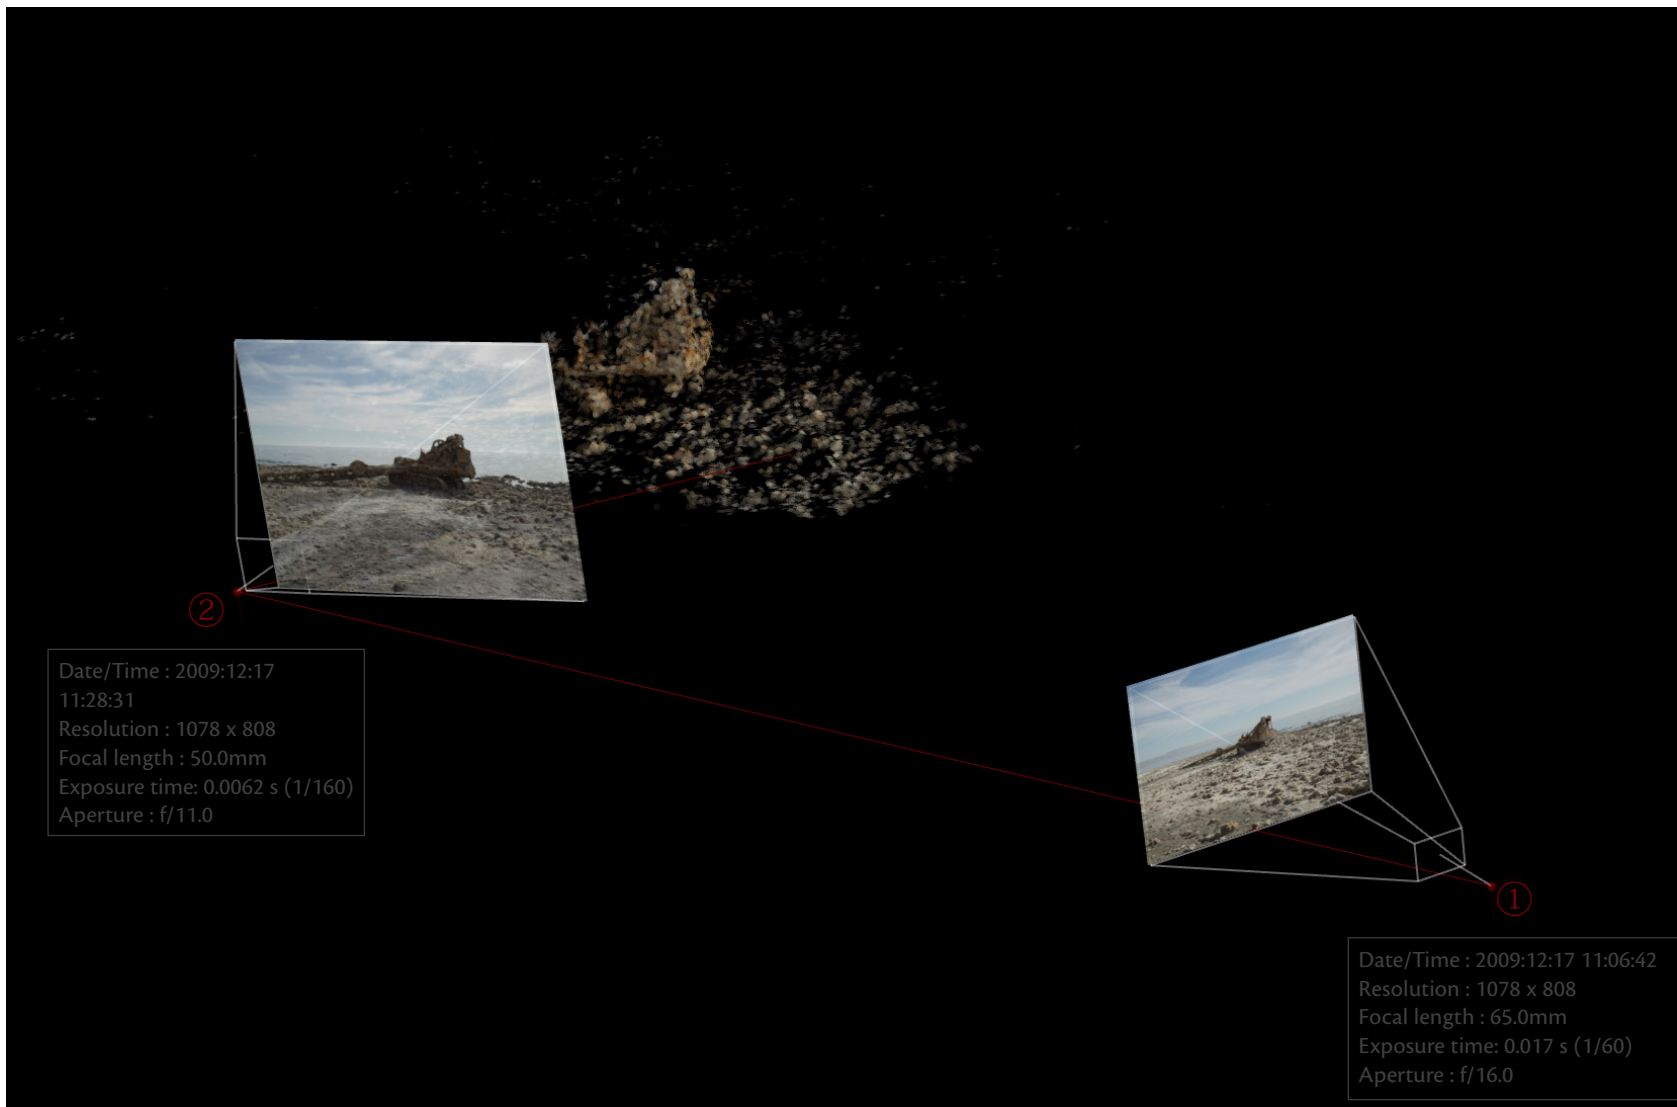 ②
Date/Time : 2009:12:17
11:28:31
Resolution : 1078 x 808
Focal length : 50.0mm
Exposure time: 0.0062 s (1/160)
Aperture : f/11.0
①
Date/Time : 2009:12:17 11:06:42
Resolution : 1078 x 808
Focal length : 65.0mm
Exposure time: 0.017 s (1/60)
Aperture : f/16.0